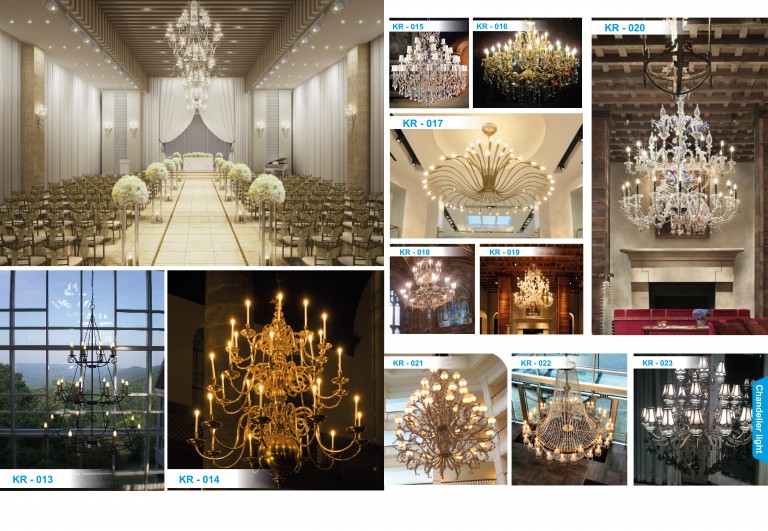 KR - 013
KR - 014
KR - 015
KR - 016
KR - 017
KR - 018
KR - 019
KR - 020
KR - 021
KR - 022
KR - 023
Chandelier light